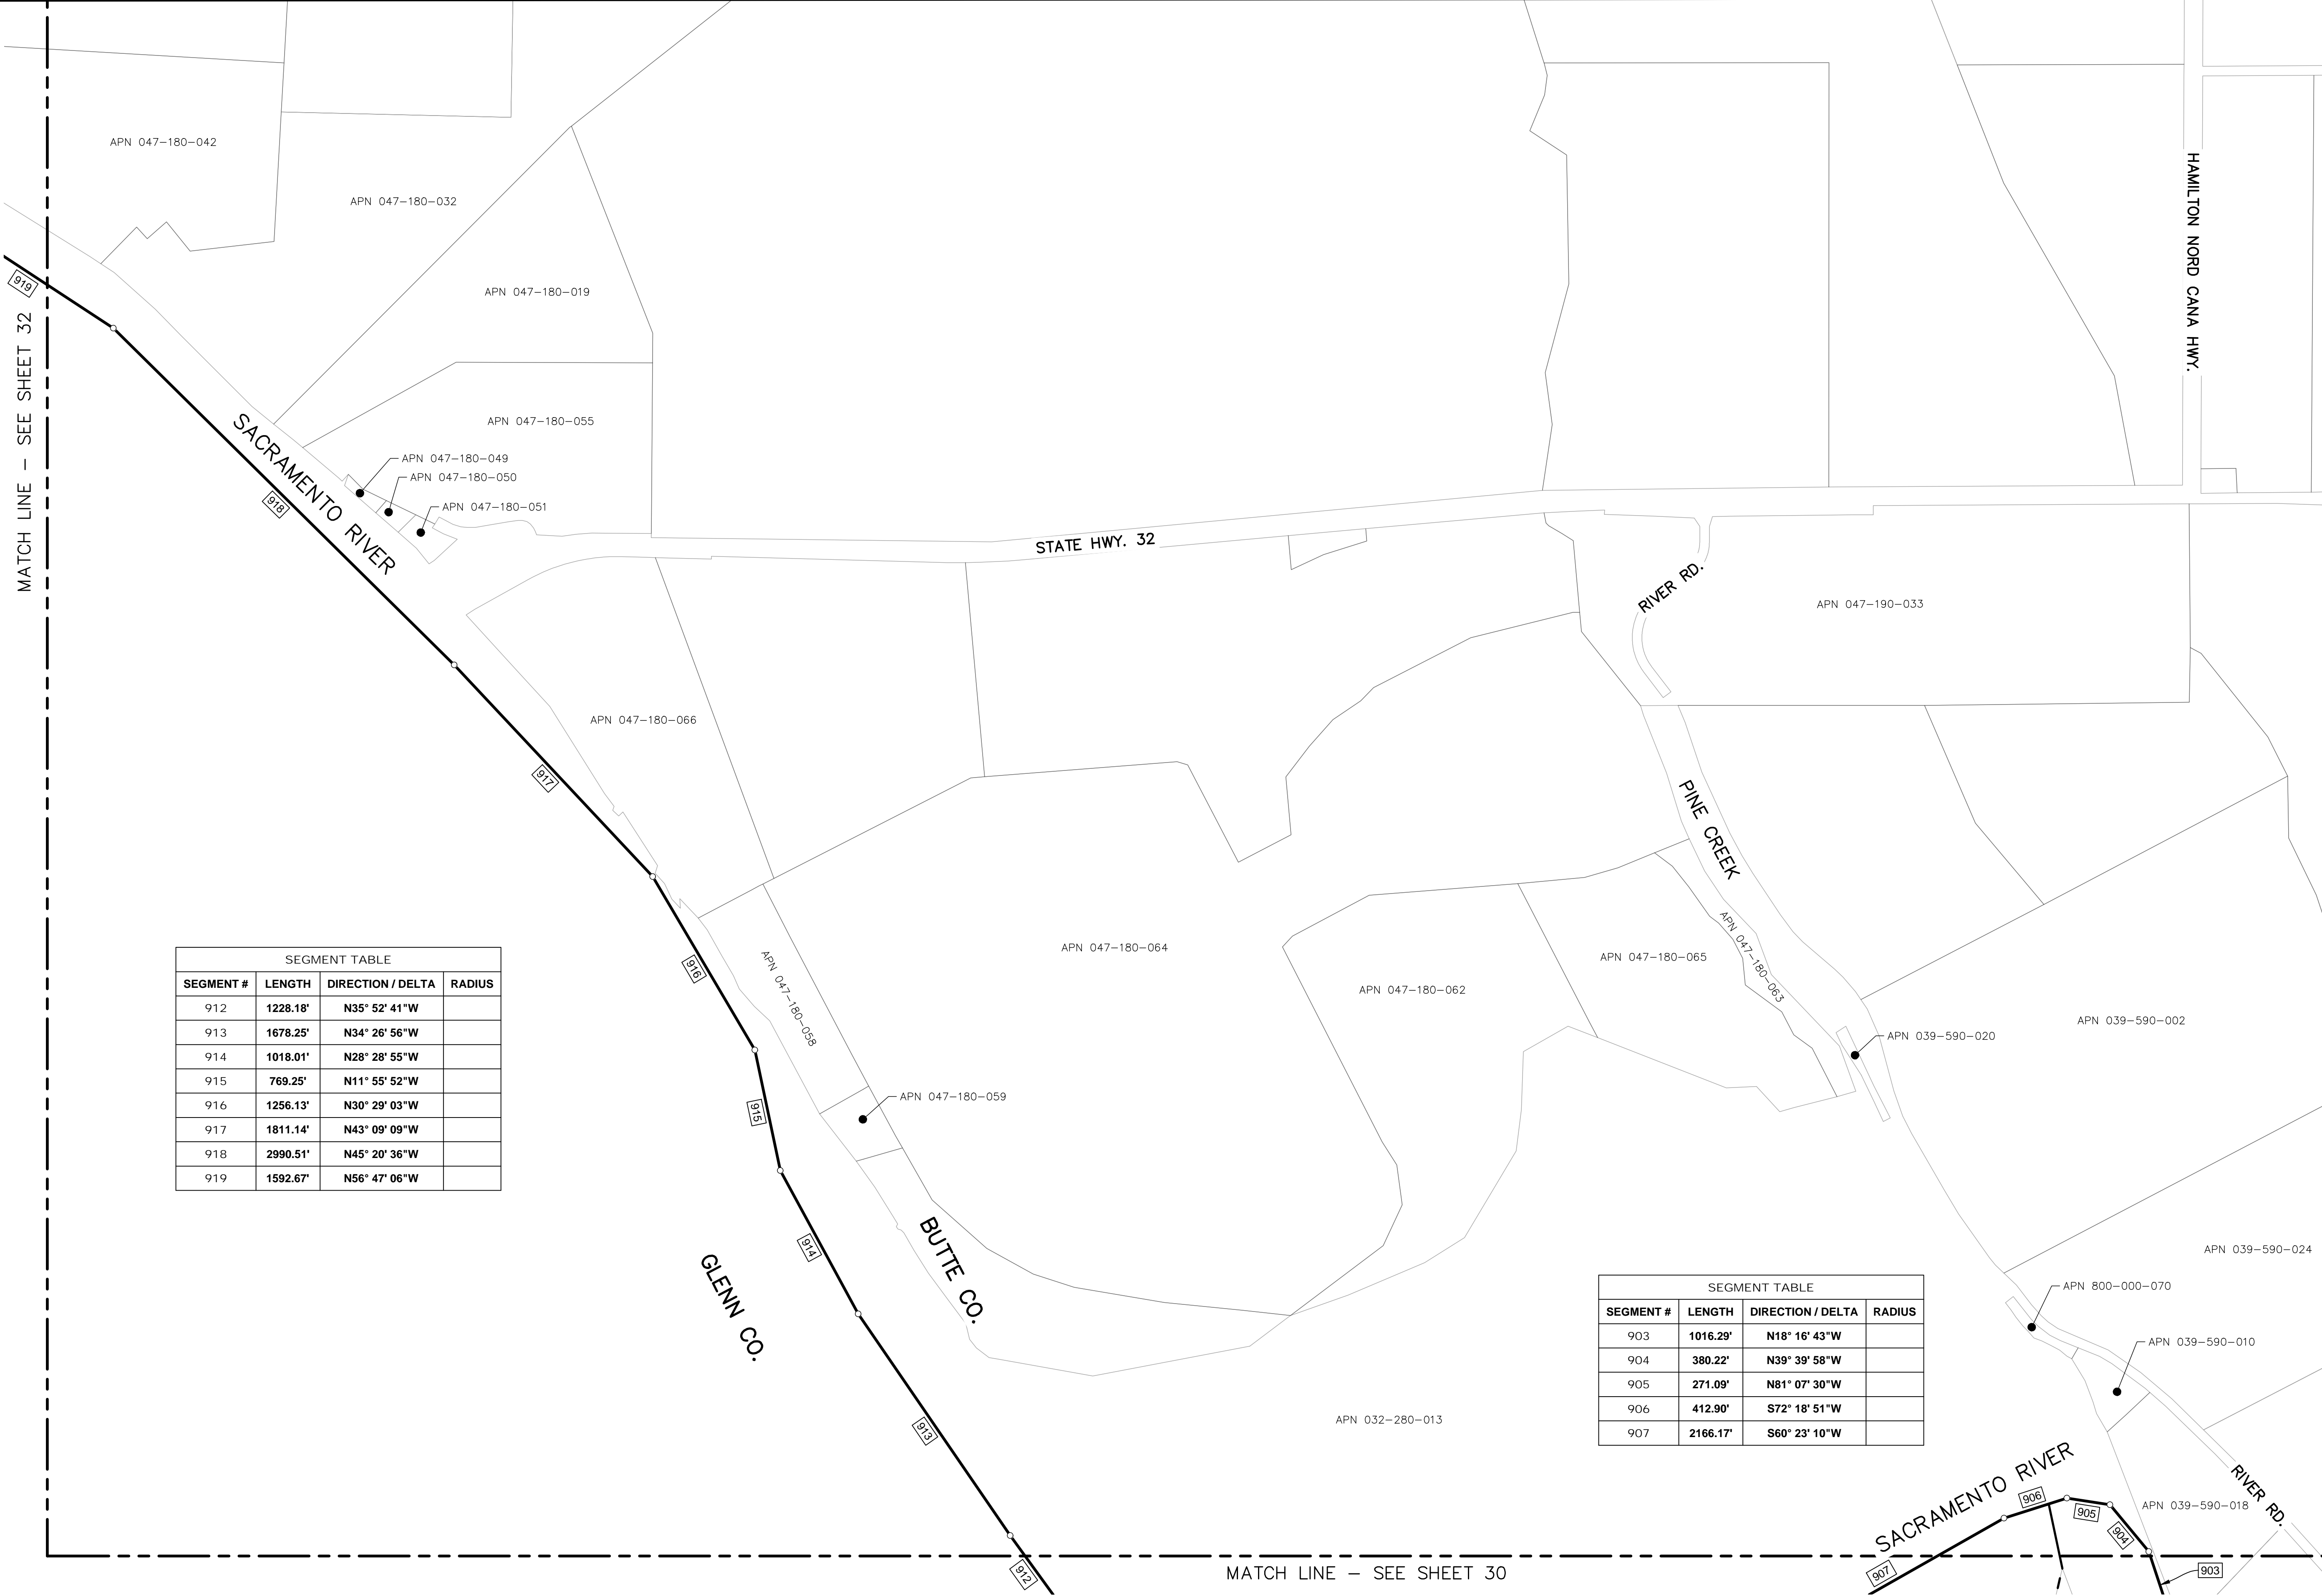 APN 047-180-042
HAMILTON NORD CANA HWY.
APN 047-180-032
919
APN 047-180-019
MATCH LINE - SEE SHEET 32
APN 047-180-055
SACRAMENTO RIVER
APN 047-180-049
APN 047-180-050
918
APN 047-180-051
STATE HWY. 32
RIVER RD.
APN 047-190-033
APN 047-180-066
917
PINE CREEK
APN 047-180-064
916
APN 047-180-058
APN 047-180-062
APN 047-180-065
APN 047-180-063
APN 039-590-002
APN 039-590-020
SEGMENT TABLE
SEGMENT # LENGTH DIRECTION / DELTA RADIUS
912 1228.18' N35° 52' 41"W
913 1678.25' N34° 26' 56"W
914 1018.01' N28° 28' 55"W
915 769.25' N11° 55' 52"W
916 1256.13' N30° 29' 03"W
917 1811.14' N43° 09' 09"W
918 2990.51' N45° 20' 36"W
919 1592.67' N56° 47' 06"W
915
APN 047-180-059
914
BUTTE CO.
GLENN CO.
APN 039-590-024
APN 800-000-070
APN 039-590-010
SEGMENT TABLE
SEGMENT # LENGTH DIRECTION / DELTA RADIUS
903 1016.29' N18° 16' 43"W
904 380.22' N39° 39' 58"W
905 271.09' N81° 07' 30"W
906 412.90' S72° 18' 51"W
907 2166.17' S60° 23' 10"W
APN 032-280-013
913
SACRAMENTO RIVER
RIVER RD.
906
905
APN 039-590-018
904
912
MATCH LINE - SEE SHEET 30
907
903